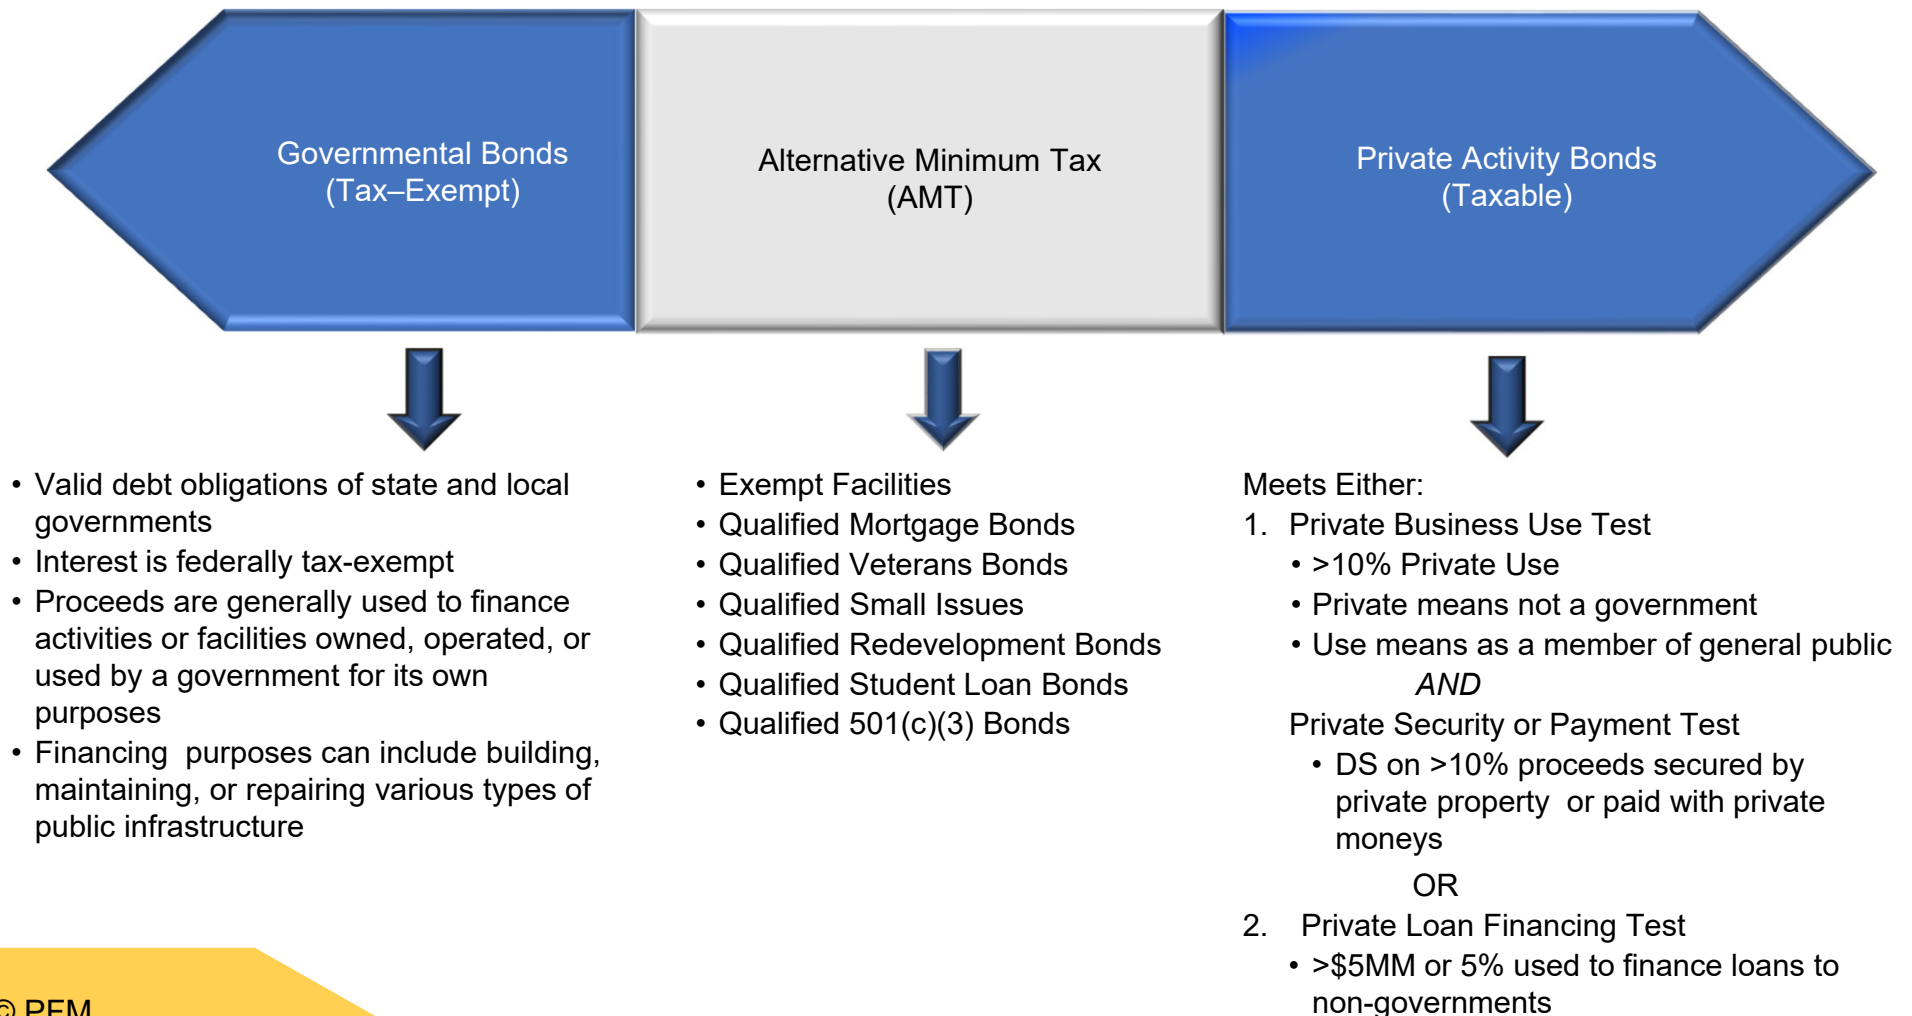 Governmental Bonds
(Tax–Exempt)
Alternative Minimum Tax
(AMT)
Private Activity Bonds
(Taxable)
• Valid debt obligations of state and local
governments
• Interest is federally tax-exempt
• Proceeds are generally used to finance
activities or facilities owned, operated, or
used by a government for its own
purposes
• Financing  purposes can include building,
maintaining, or repairing various types of
public infrastructure
• Exempt Facilities
• Qualified Mortgage Bonds
• Qualified Veterans Bonds
• Qualified Small Issues
• Qualified Redevelopment Bonds
• Qualified Student Loan Bonds
• Qualified 501(c)(3) Bonds
Meets Either:
1. Private Business Use Test
• >10% Private Use
• Private means not a government
• Use means as a member of general public
AND
Private Security or Payment Test
• DS on >10% proceeds secured by
private property  or paid with private
moneys
OR
2. Private Loan Financing Test
• >$5MM or 5% used to finance loans to
non-governments
© PFM